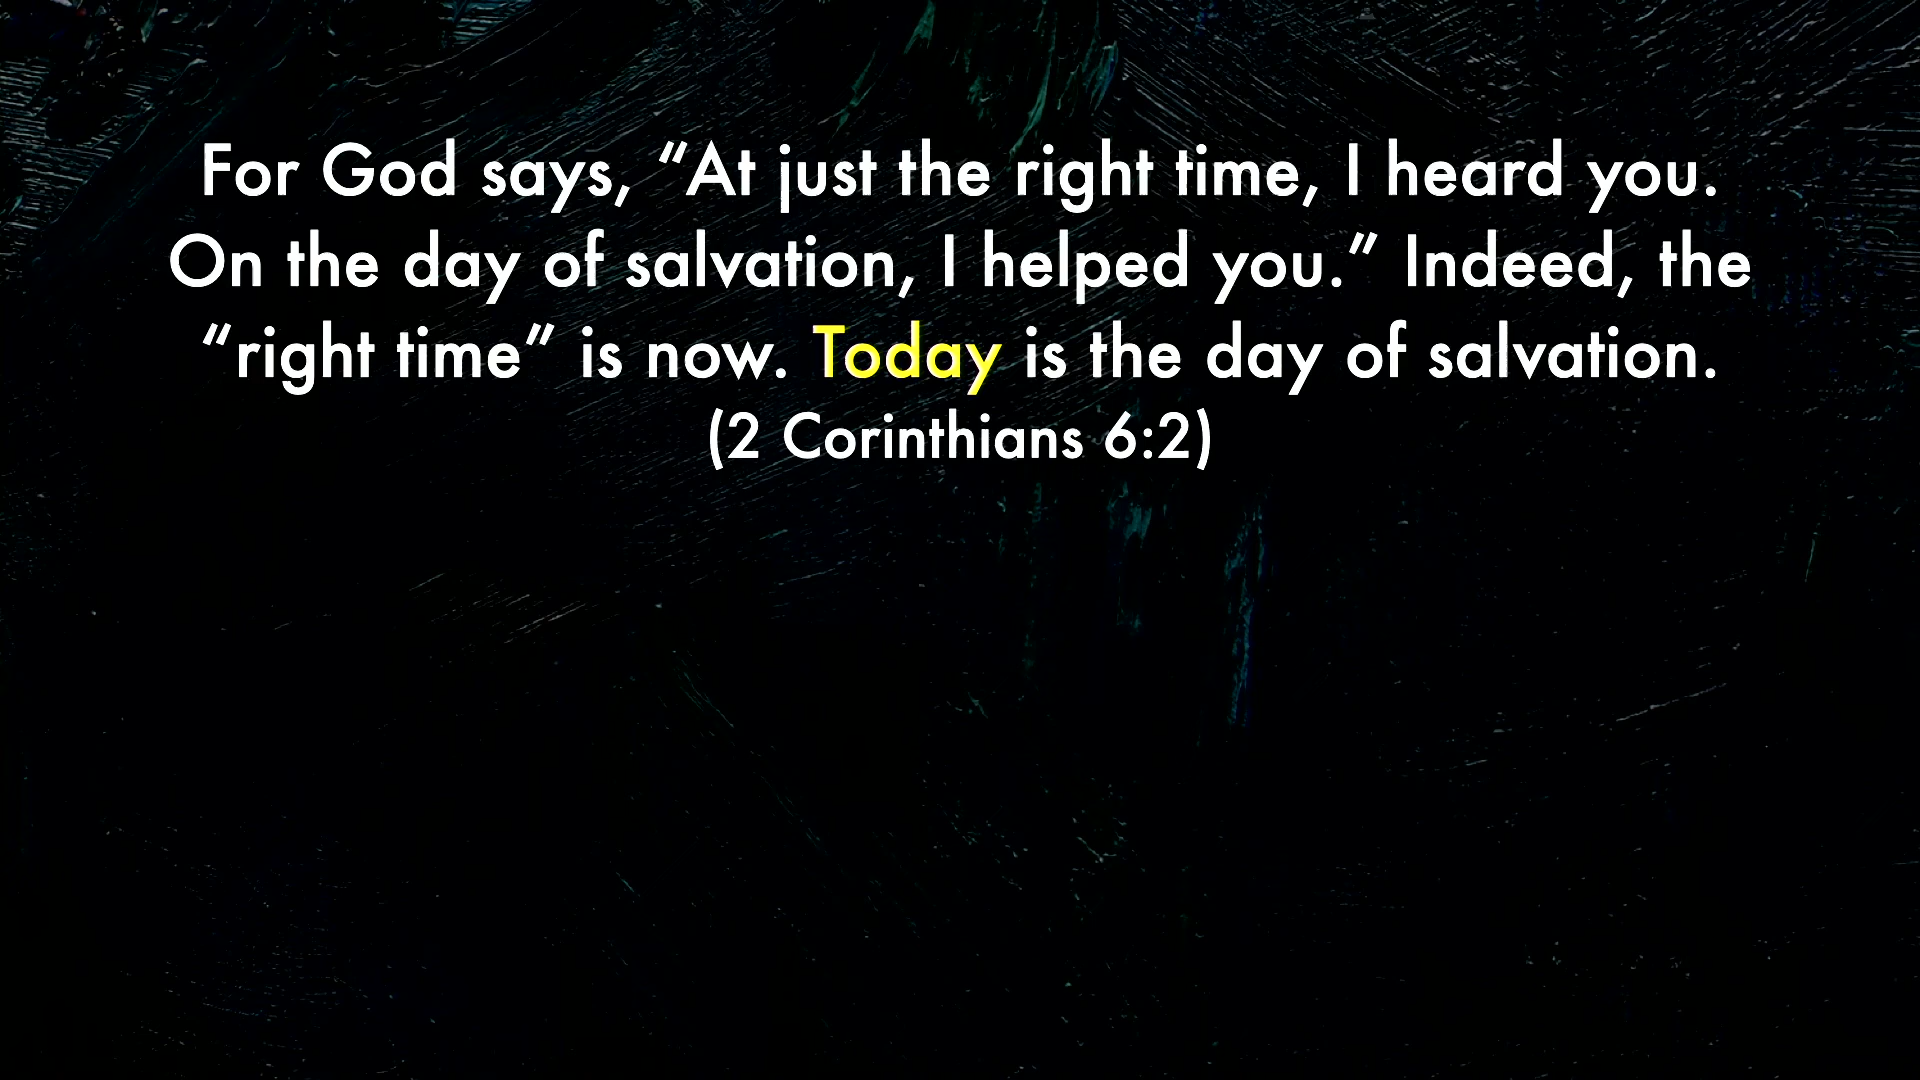 For God says, “At just the right time, I heard you.
On the day of salvation, I helped you.” Indeed, the
“right time” is now. Today is the day of salvation.
(2 Corinthians 6:2)